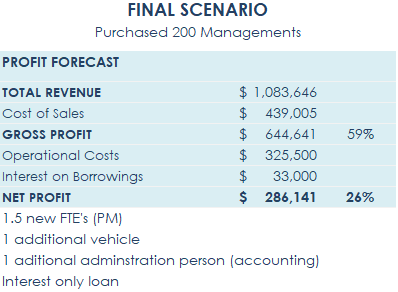 FINAL SCENARIO
Purchased 200 Managements
PROFIT FORECAST
TOTAL REVENUE $ 1,083,646
Cost of Sales $ 439,005
GROSS PROFIT $ 644,641 59%
Operational Costs $ 325,500
Interest on Borrowings $ 33,000
NET PROFIT $ 286,141 26%
1.5 new FTE's (PM)
1 additional vehicle
1 aditional adminstration person (accounting)
Interest only loan